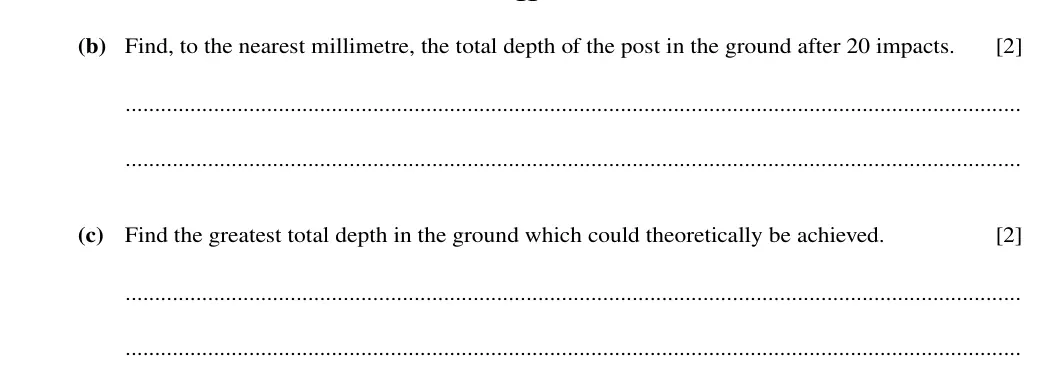 (b) Find, to the nearest millimetre, the total depth of the post in the ground after 20 impacts. [2]
..........................................................................................................................................................
..........................................................................................................................................................
(c) Find the greatest total depth in the ground which could theoretically be achieved. [2]
..........................................................................................................................................................
..........................................................................................................................................................